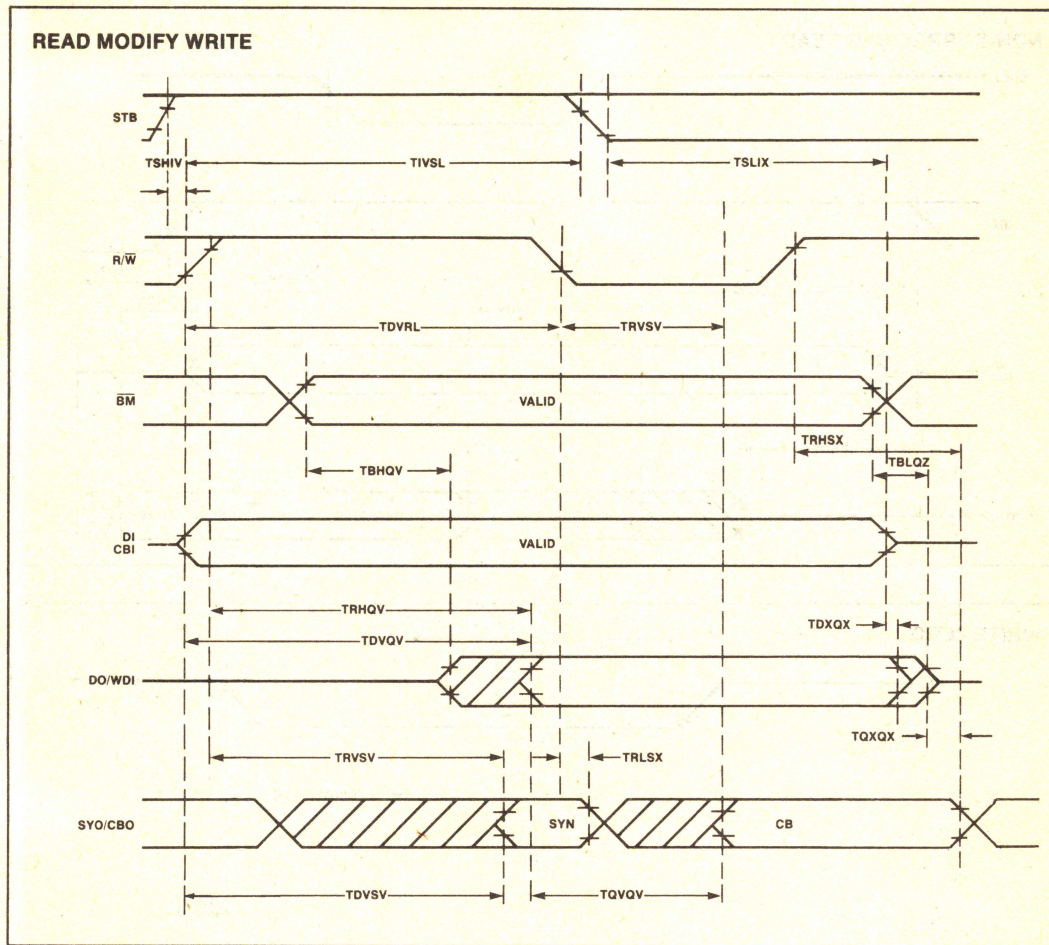 READ MODIFY WRITE
STB
TSHIV
TIVSL
TSLIX
R/W̅
TDVRL
TRVSV
B̅M̅
VALID
TRHSX
TBLQZ
TBHQV
DI
CBI
VALID
TRHQV
TDXQX
TDVQV
DO/WDI
TQXQX
TRVSV
TRLSX
SYO/CBO
SYN
CB
TDVSV
TQVQV